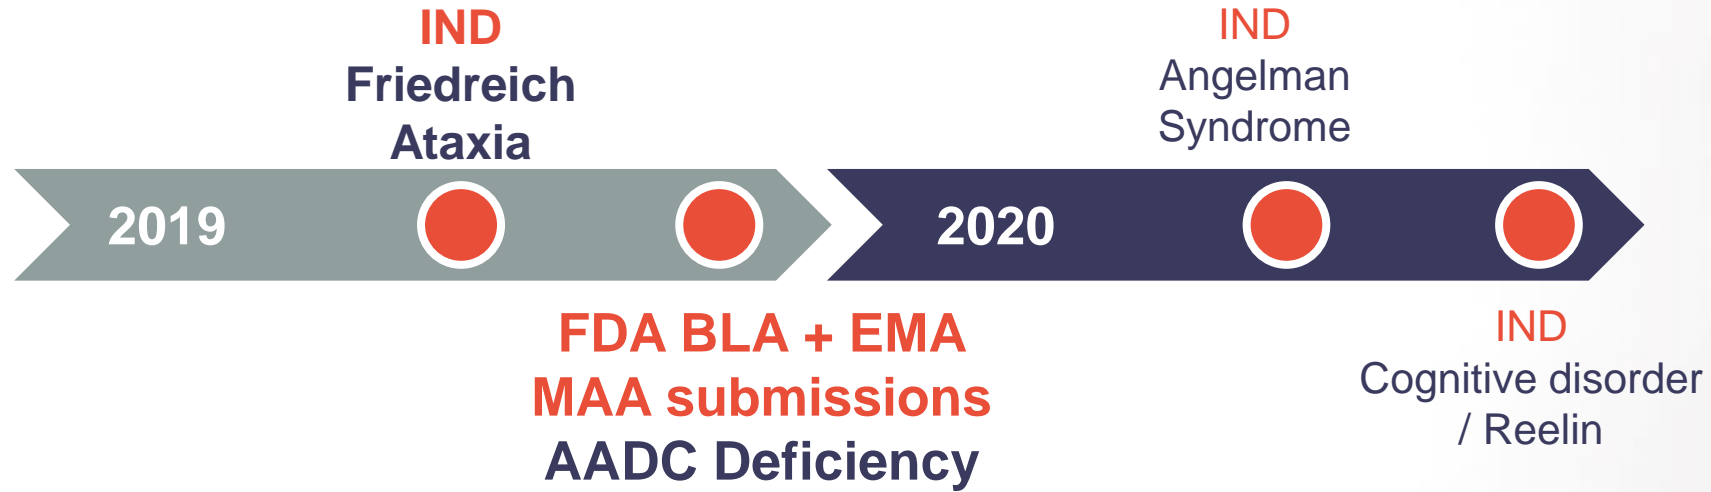 IND
Friedreich
Ataxia
IND
Angelman
Syndrome
2019
2020
FDA BLA + EMA
MAA submissions
AADC Deficiency
IND
Cognitive disorder
/ Reelin